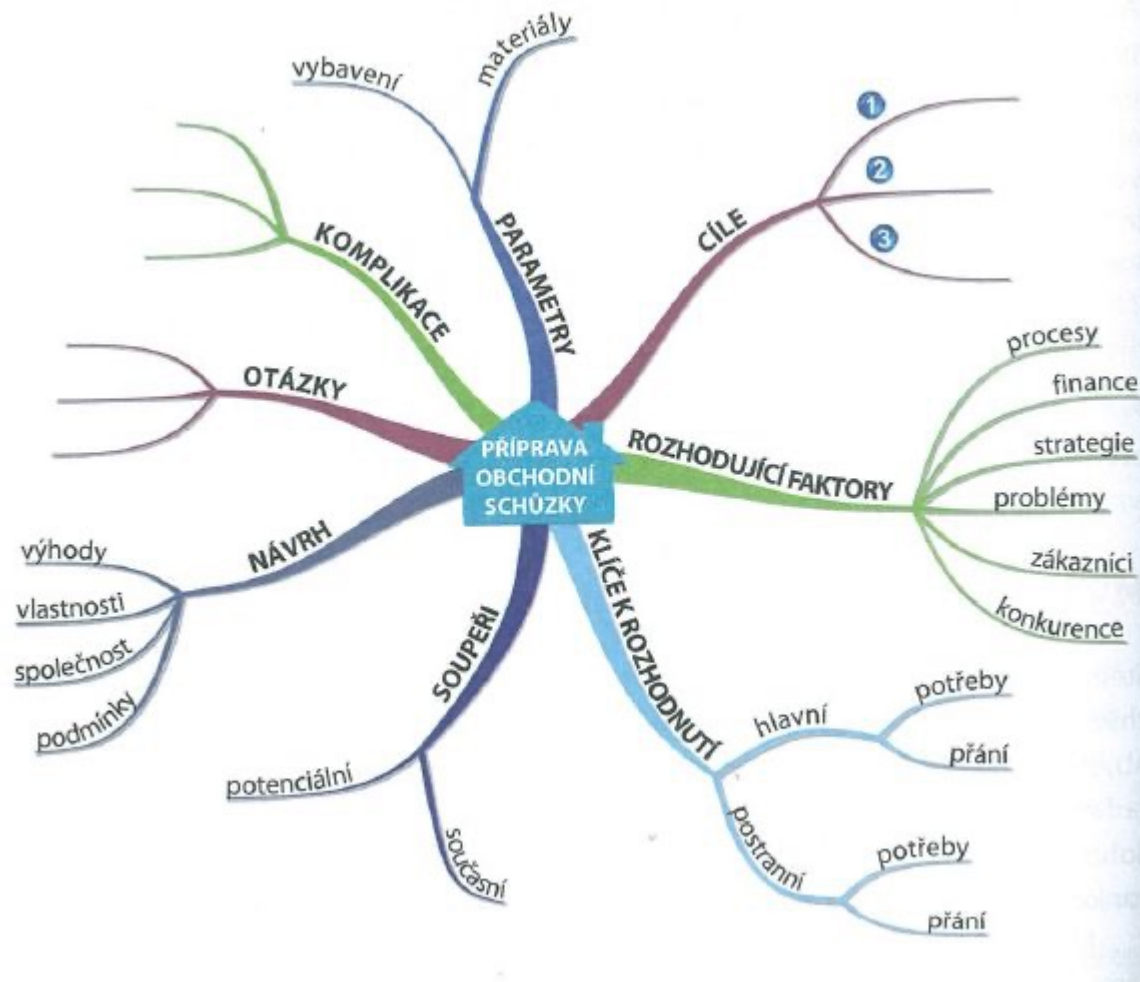 PŘÍPRAVA
OBCHODNÍ
SCHŮZKY
CÍLE
1
2
3
ROZHODUJÍCÍ FAKTORY
procesy
finance
strategie
problémy
zákazníci
konkurence
KLÍČE K ROZHODNUTÍ
hlavní
potřeby
přání
postranní
potřeby
přání
SOUPEŘI
současní
potenciální
NÁVRH
výhody
vlastnosti
společnost
podmínky
OTÁZKY
KOMPLIKACE
PARAMETRY
vybavení
materiály